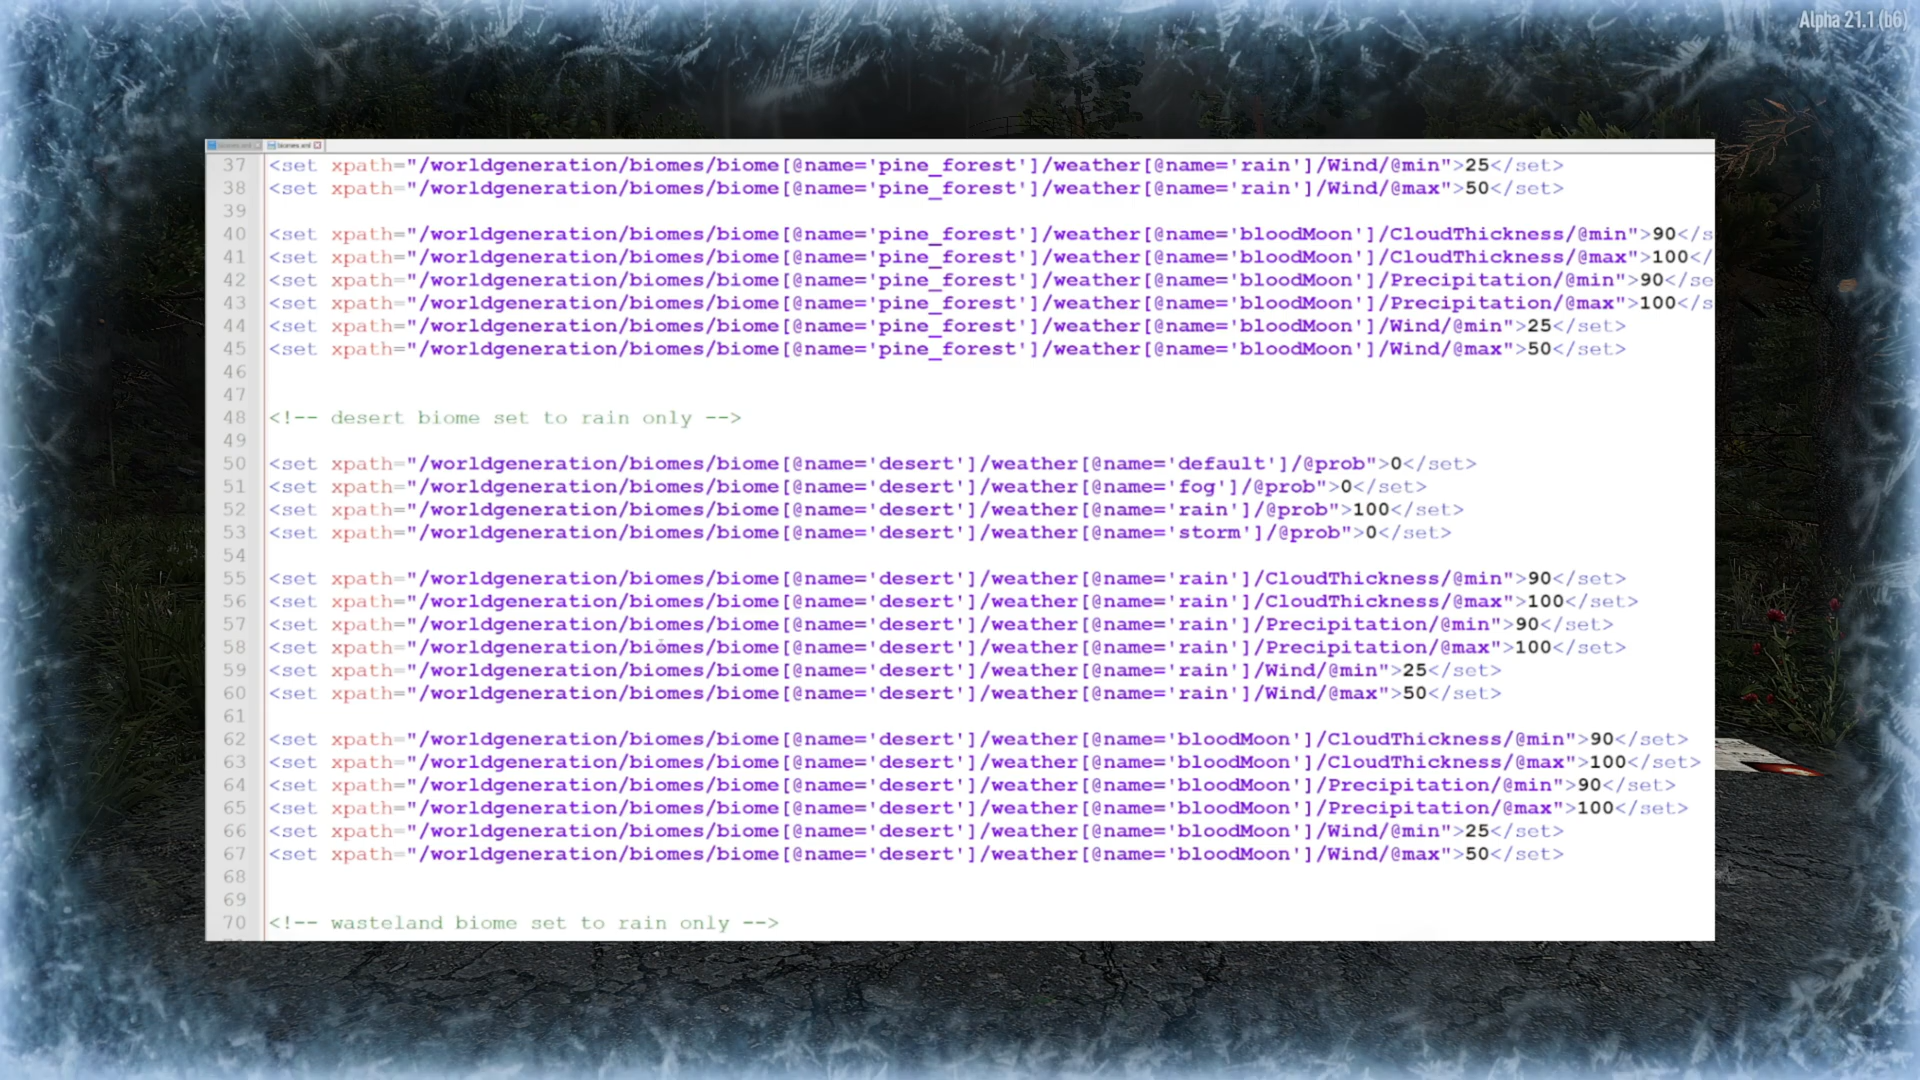 Alpha 21.1 (b6)
biomes.xml biomes.xml
37 <set xpath="/worldgeneration/biomes/biome[@name='pine_forest']/weather[@name='rain']/Wind/@min">25</set>
38 <set xpath="/worldgeneration/biomes/biome[@name='pine_forest']/weather[@name='rain']/Wind/@max">50</set>
39
40 <set xpath="/worldgeneration/biomes/biome[@name='pine_forest']/weather[@name='bloodMoon']/CloudThickness/@min">90</s
41 <set xpath="/worldgeneration/biomes/biome[@name='pine_forest']/weather[@name='bloodMoon']/CloudThickness/@max">100</
42 <set xpath="/worldgeneration/biomes/biome[@name='pine_forest']/weather[@name='bloodMoon']/Precipitation/@min">90</se
43 <set xpath="/worldgeneration/biomes/biome[@name='pine_forest']/weather[@name='bloodMoon']/Precipitation/@max">100</s
44 <set xpath="/worldgeneration/biomes/biome[@name='pine_forest']/weather[@name='bloodMoon']/Wind/@min">25</set>
45 <set xpath="/worldgeneration/biomes/biome[@name='pine_forest']/weather[@name='bloodMoon']/Wind/@max">50</set>
46
47
48 <!-- desert biome set to rain only -->
49
50 <set xpath="/worldgeneration/biomes/biome[@name='desert']/weather[@name='default']/@prob">0</set>
51 <set xpath="/worldgeneration/biomes/biome[@name='desert']/weather[@name='fog']/@prob">0</set>
52 <set xpath="/worldgeneration/biomes/biome[@name='desert']/weather[@name='rain']/@prob">100</set>
53 <set xpath="/worldgeneration/biomes/biome[@name='desert']/weather[@name='storm']/@prob">0</set>
54
55 <set xpath="/worldgeneration/biomes/biome[@name='desert']/weather[@name='rain']/CloudThickness/@min">90</set>
56 <set xpath="/worldgeneration/biomes/biome[@name='desert']/weather[@name='rain']/CloudThickness/@max">100</set>
57 <set xpath="/worldgeneration/biomes/biome[@name='desert']/weather[@name='rain']/Precipitation/@min">90</set>
58 <set xpath="/worldgeneration/biomes/biome[@name='desert']/weather[@name='rain']/Precipitation/@max">100</set>
59 <set xpath="/worldgeneration/biomes/biome[@name='desert']/weather[@name='rain']/Wind/@min">25</set>
60 <set xpath="/worldgeneration/biomes/biome[@name='desert']/weather[@name='rain']/Wind/@max">50</set>
61
62 <set xpath="/worldgeneration/biomes/biome[@name='desert']/weather[@name='bloodMoon']/CloudThickness/@min">90</set>
63 <set xpath="/worldgeneration/biomes/biome[@name='desert']/weather[@name='bloodMoon']/CloudThickness/@max">100</set>
64 <set xpath="/worldgeneration/biomes/biome[@name='desert']/weather[@name='bloodMoon']/Precipitation/@min">90</set>
65 <set xpath="/worldgeneration/biomes/biome[@name='desert']/weather[@name='bloodMoon']/Precipitation/@max">100</set>
66 <set xpath="/worldgeneration/biomes/biome[@name='desert']/weather[@name='bloodMoon']/Wind/@min">25</set>
67 <set xpath="/worldgeneration/biomes/biome[@name='desert']/weather[@name='bloodMoon']/Wind/@max">50</set>
68
69
70 <!-- wasteland biome set to rain only -->